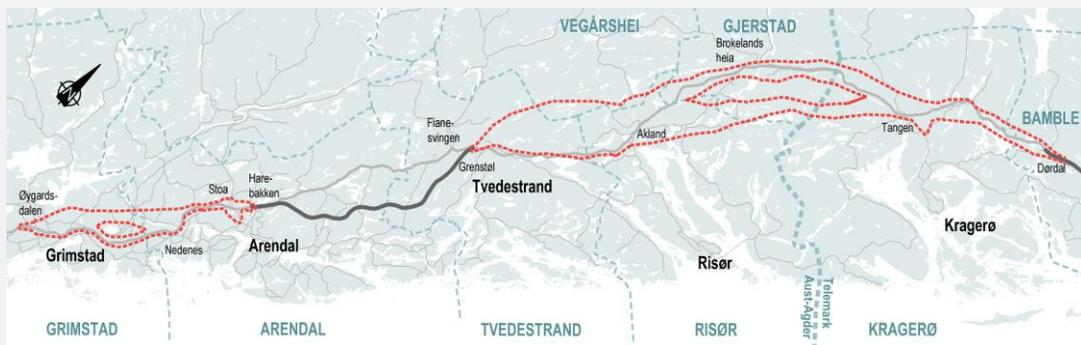 VEGÅRSHEI
GJERSTAD
Brokelands
heia
BAMBLE
Fiane-
svingen
Akland
Tangen
Grenstøl
Dørdal
Tvedestrand
Øygards-
dalen
Stoa
Hare-
bakken
Nedenes
Grimstad
Arendal
Risør
Kragerø
Telemark
Aust-Agder
GRIMSTAD
ARENDAL
TVEDESTRAND
RISØR
KRAGERØ